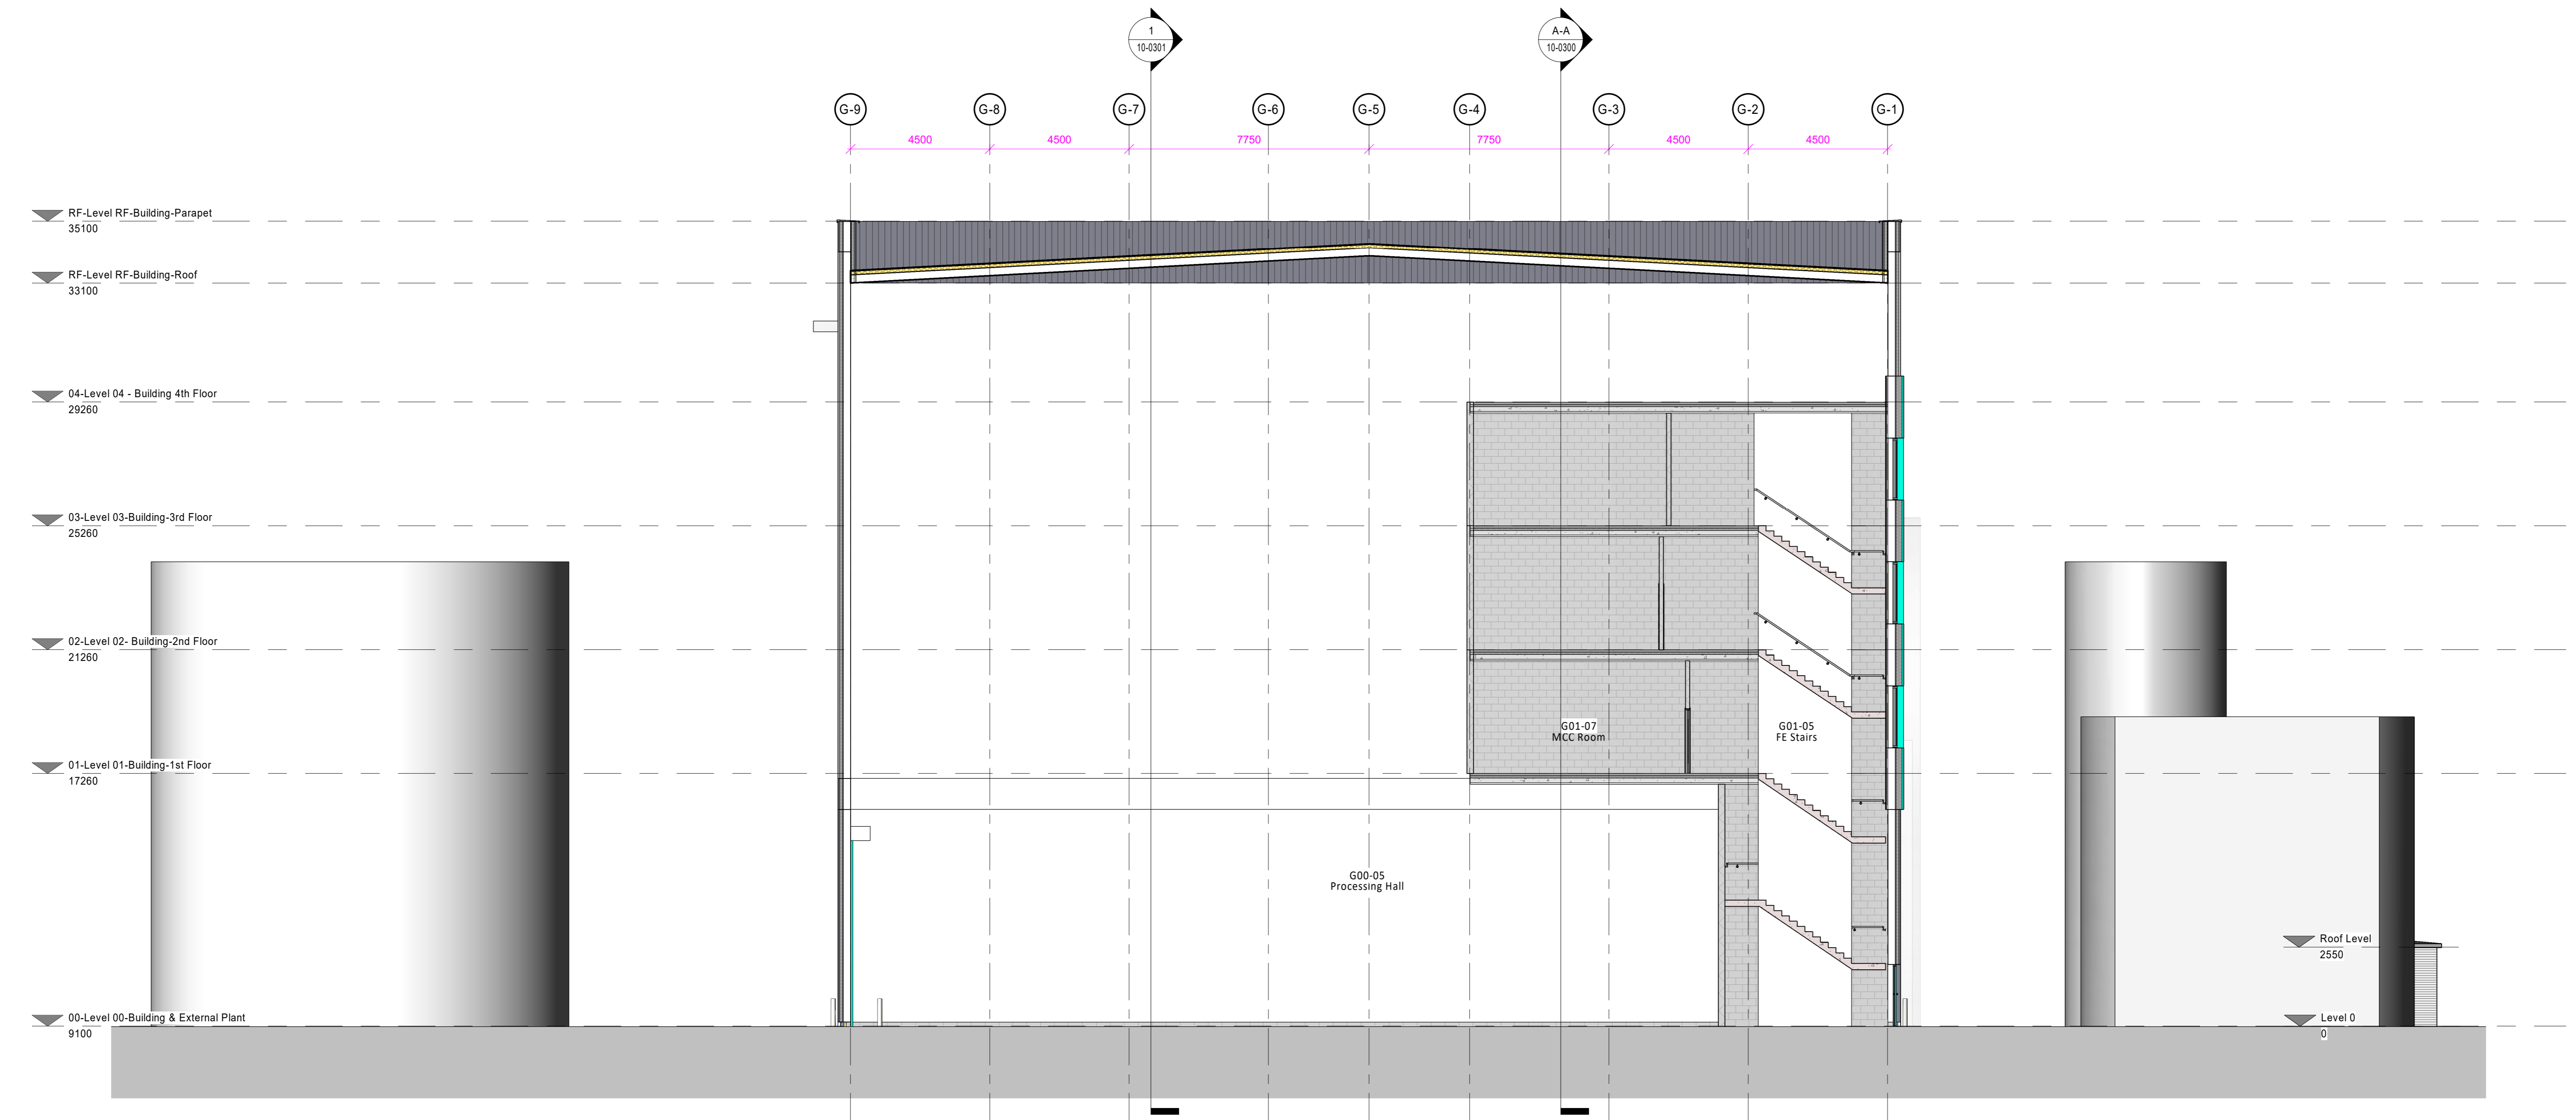 1
10-0301
A-A
10-0300
G-9
G-8
G-7
G-6
G-5
G-4
G-3
G-2
G-1
4500
4500
7750
7750
4500
4500
RF-Level RF-Building-Parapet
35100
RF-Level RF-Building-Roof
33100
04-Level 04 - Building 4th Floor
29260
03-Level 03-Building-3rd Floor
25260
02-Level 02- Building-2nd Floor
21260
G01-07
MCC Room
G01-05
FE Stairs
01-Level 01-Building-1st Floor
17260
G00-05
Processing Hall
Roof Level
2550
00-Level 00-Building & External Plant
9100
Level 0
0